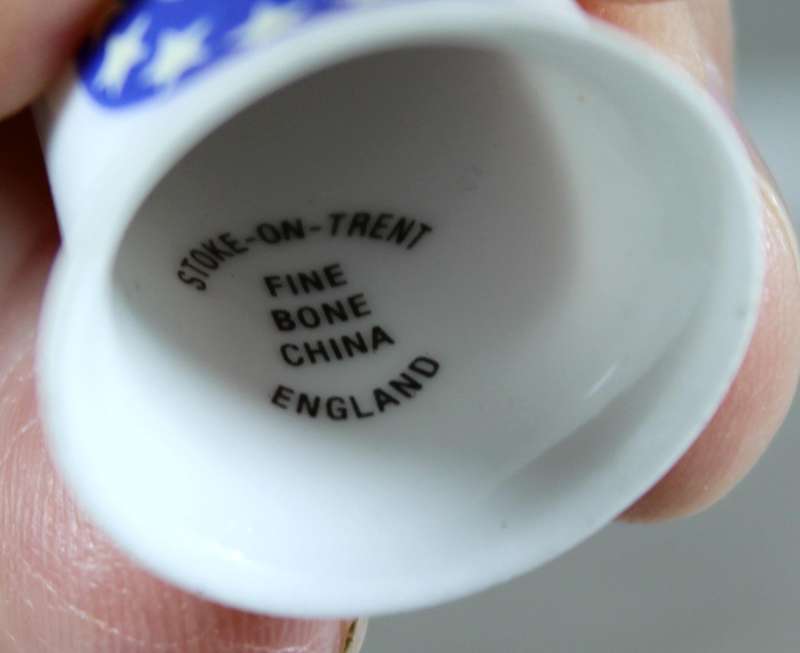 STOKE-ON-TRENT
FINE
BONE
CHINA
ENGLAND